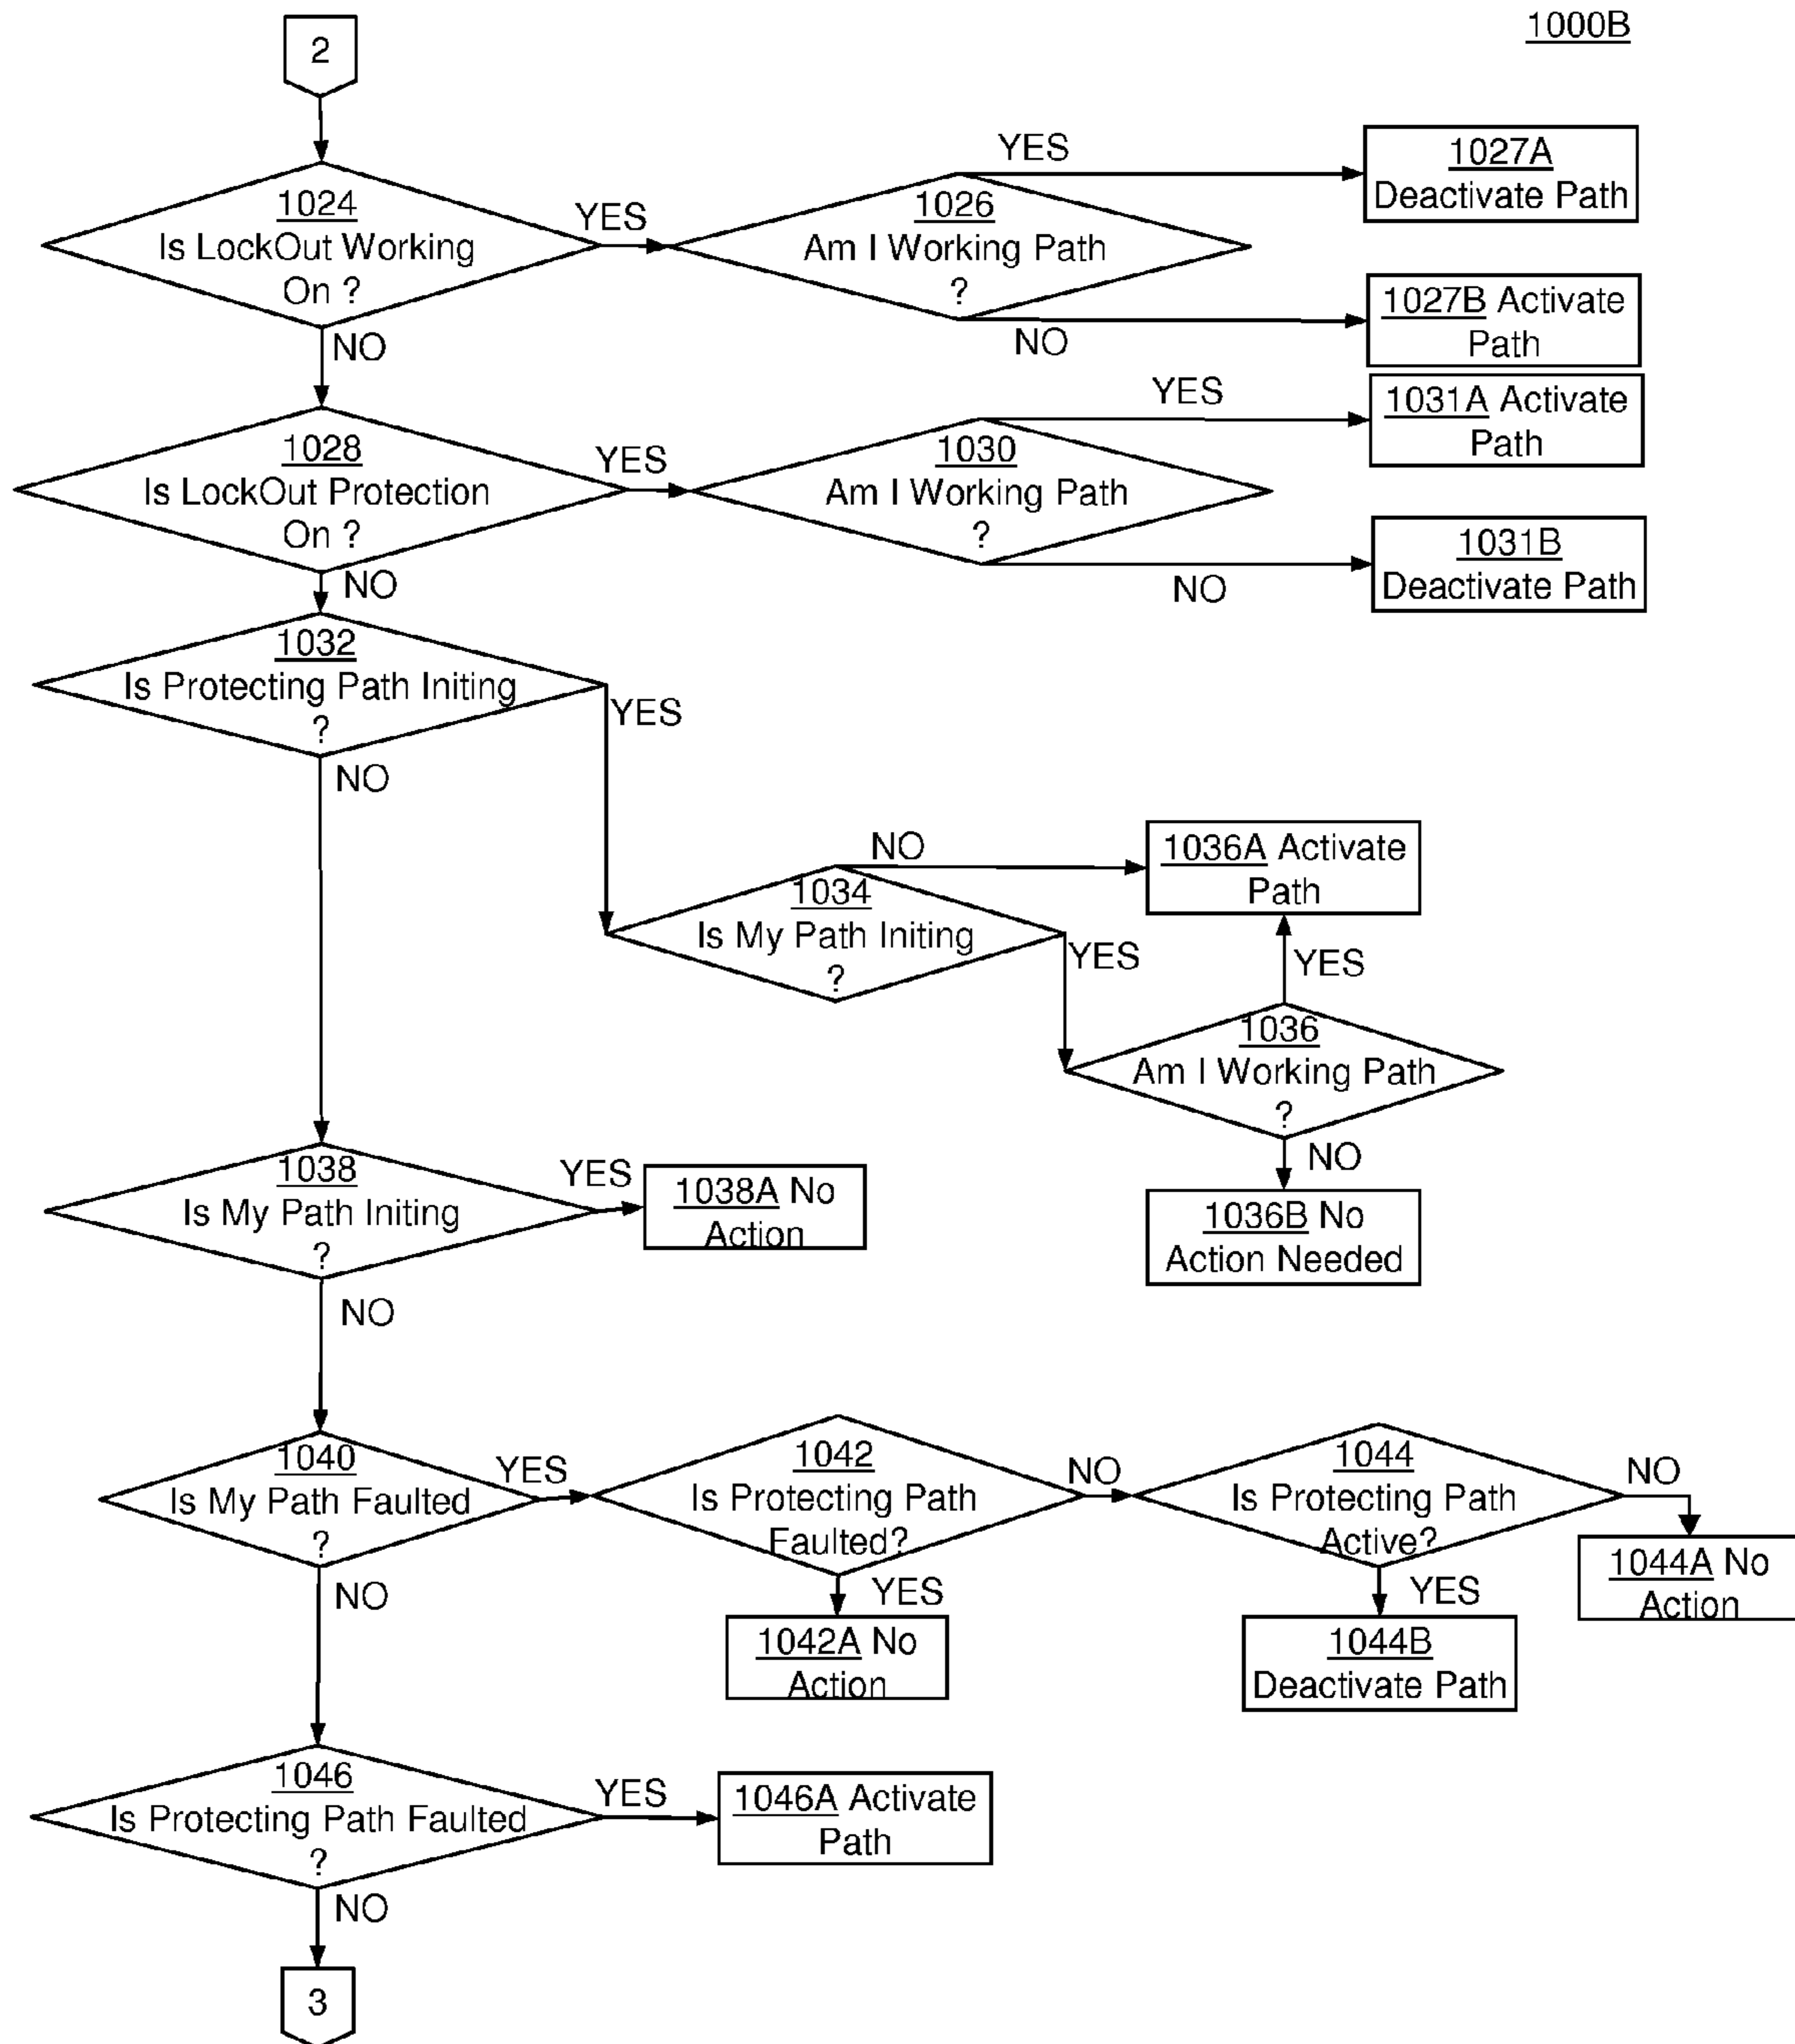 1000B
2
YES
1027A
Deactivate Path
1024
Is LockOut Working
On ?
YES
1026
Am I Working Path
?
NO
1027B Activate
Path
NO
YES
1031A Activate
Path
1028
Is LockOut Protection
On ?
YES
1030
Am I Working Path
?
NO
1031B
Deactivate Path
NO
1032
Is Protecting Path Initing
?
YES
NO
NO
1036A Activate
Path
1034
Is My Path Initing
?
YES
YES
1036
Am I Working Path
?
NO
1036B No
Action Needed
1038
Is My Path Initing
?
YES
1038A No
Action
NO
1040
Is My Path Faulted
?
YES
1042
Is Protecting Path
Faulted?
NO
1044
Is Protecting Path
Active?
NO
1044A No
Action
YES
1042A No
Action
YES
1044B
Deactivate Path
NO
1046
Is Protecting Path Faulted
?
YES
1046A Activate
Path
NO
3